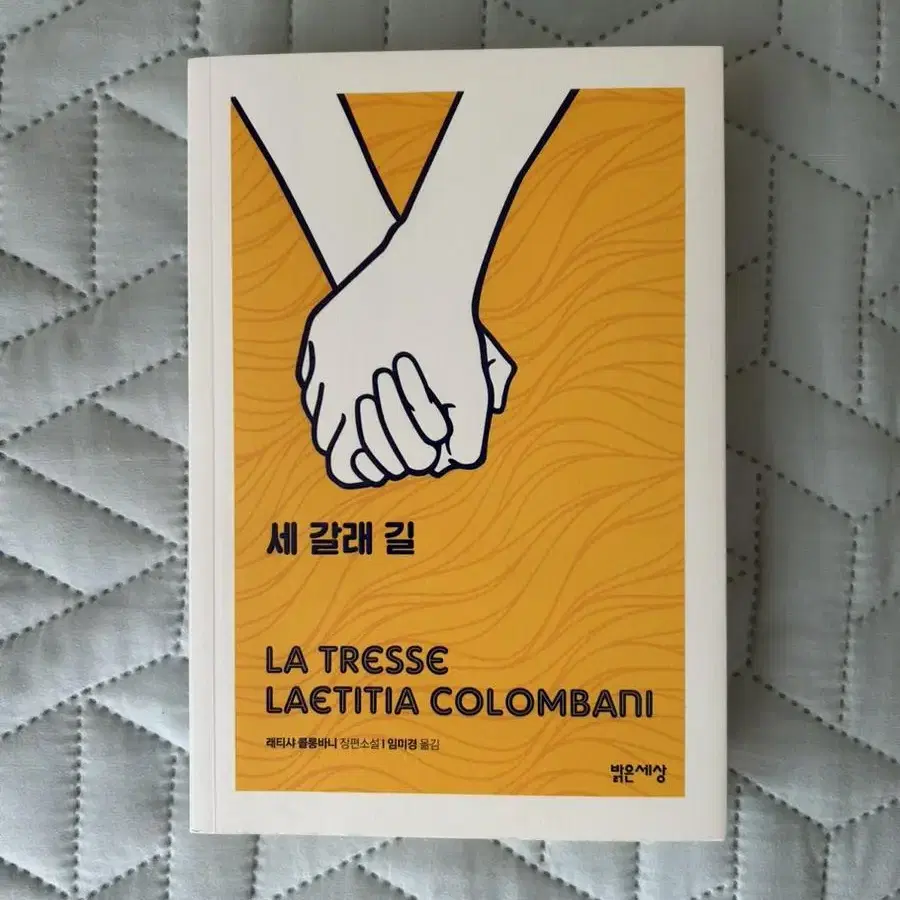 세 갈래 길
LA TRESSE
LAETITIA COLOMBANI
래티샤 콜롱바니 장편소설 | 임미경 옮김
밝은세상